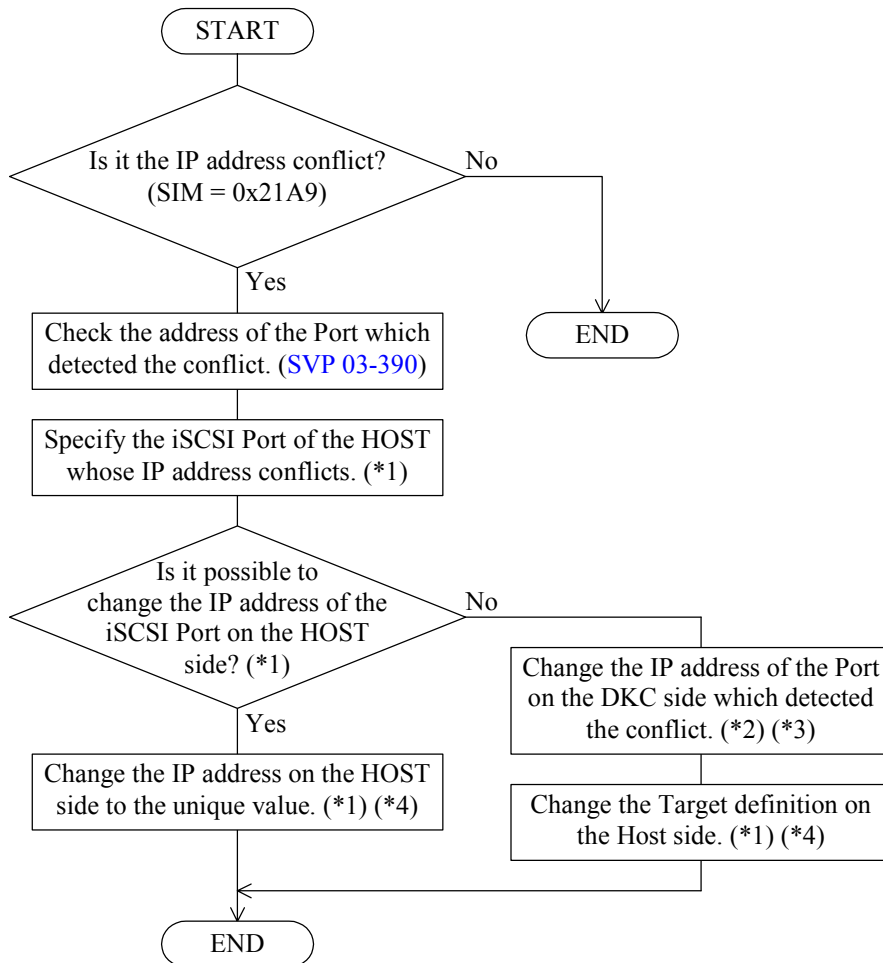 START
Is it the IP address conflict?
(SIM = 0x21A9)
No
Yes
END
Check the address of the Port which
detected the conflict. (SVP 03-390)
Specify the iSCSI Port of the HOST
whose IP address conflicts. (*1)
Is it possible to
change the IP address of the
iSCSI Port on the HOST
side? (*1)
No
Yes
Change the IP address of the Port
on the DKC side which detected
the conflict. (*2) (*3)
Change the IP address on the HOST
side to the unique value. (*1) (*4)
Change the Target definition on
the Host side. (*1) (*4)
END